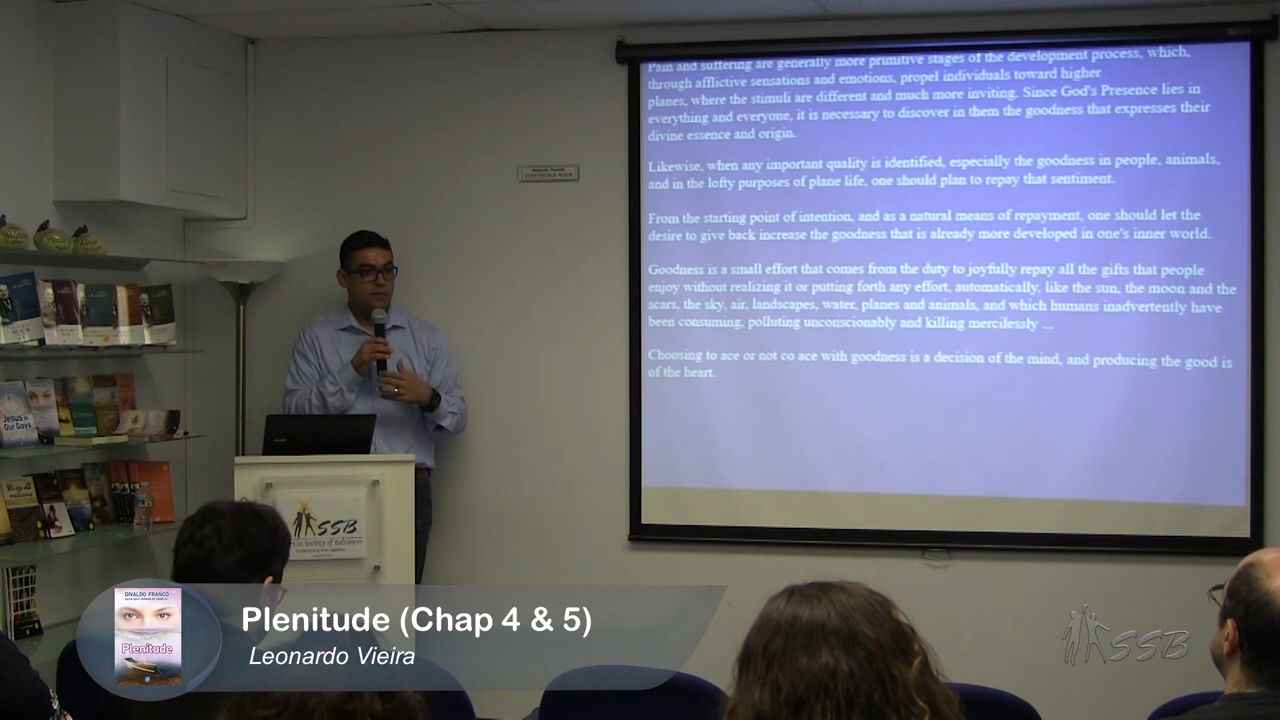 Pain and suffering are generally more primitive stages of the development process, which,
through afflictive sensations and emotions, propel individuals toward higher
planes, where the stimuli are different and much more inviting. Since God's Presence lies in
everything and everyone, it is necessary to discover in them the goodness that expresses their
divine essence and origin.
Likewise, when any important quality is identified, especially the goodness in people, animals,
and in the lofty purposes of plane life, one should plan to repay that sentiment.
From the starting point of intention, and as a natural means of repayment, one should let the
desire to give back increase the goodness that is already more developed in one's inner world.
Goodness is a small effort that comes from the duty to joyfully repay all the gifts that people
enjoy without realizing it or putting forth any effort, automatically, like the sun, the moon and the
scars, the sky, air, landscapes, water, planes and animals, and which humans inadvertently have
been consuming, polluting unconscionably and killing mercilessly ...
Choosing to ace or not co ace with goodness is a decision of the mind, and producing the good is
of the heart.
CONFERENCE ROOM
Jesus in
Our Days
SSB
Society of Baltimore
DIVALDO FRANCO
Plenitude
Plenitude (Chap 4 & 5)
Leonardo Vieira
SSB